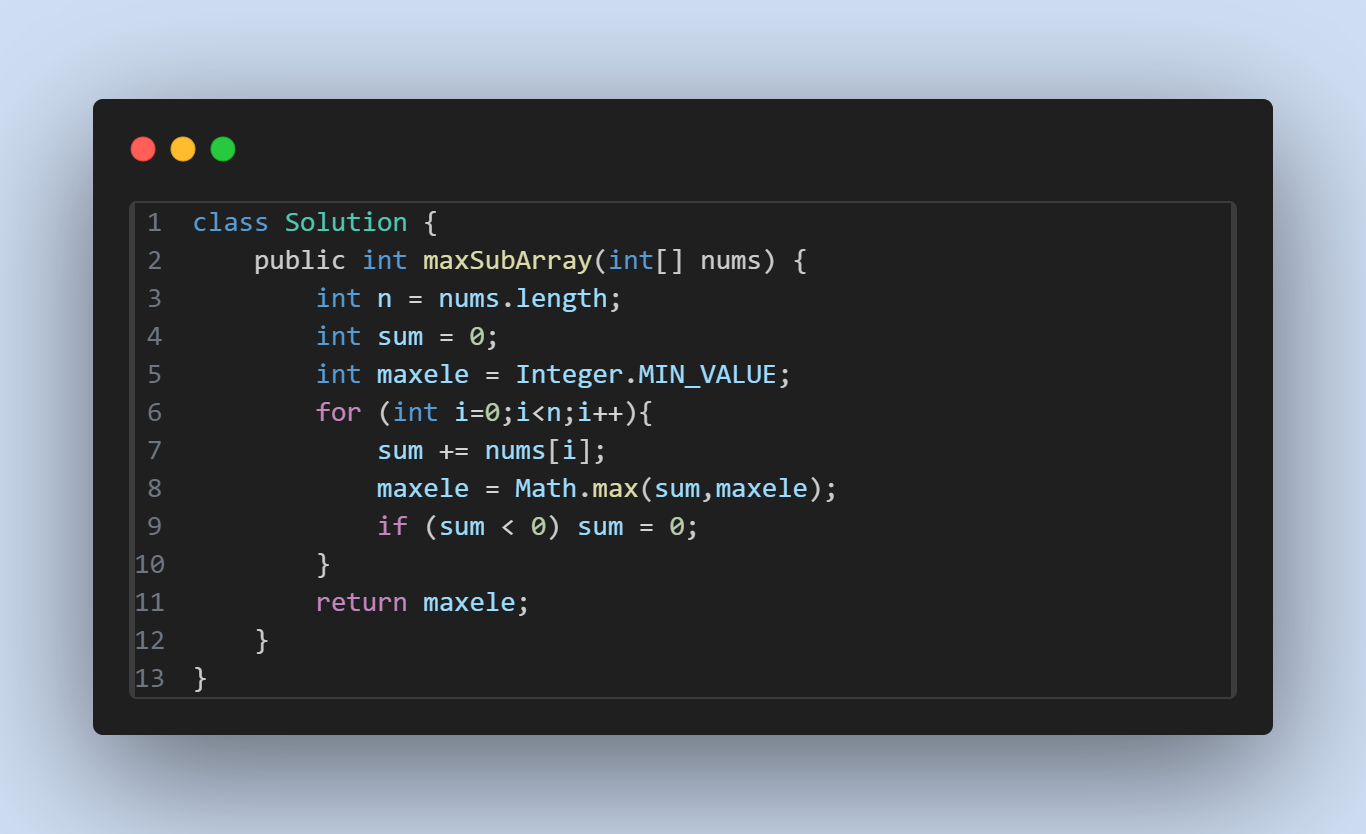 1 class Solution {
2     public int maxSubArray(int[] nums) {
3         int n = nums.length;
4         int sum = 0;
5         int maxele = Integer.MIN_VALUE;
6         for (int i=0;i<n;i++){
7             sum += nums[i];
8             maxele = Math.max(sum,maxele);
9             if (sum < 0) sum = 0;
10         }
11         return maxele;
12     }
13 }